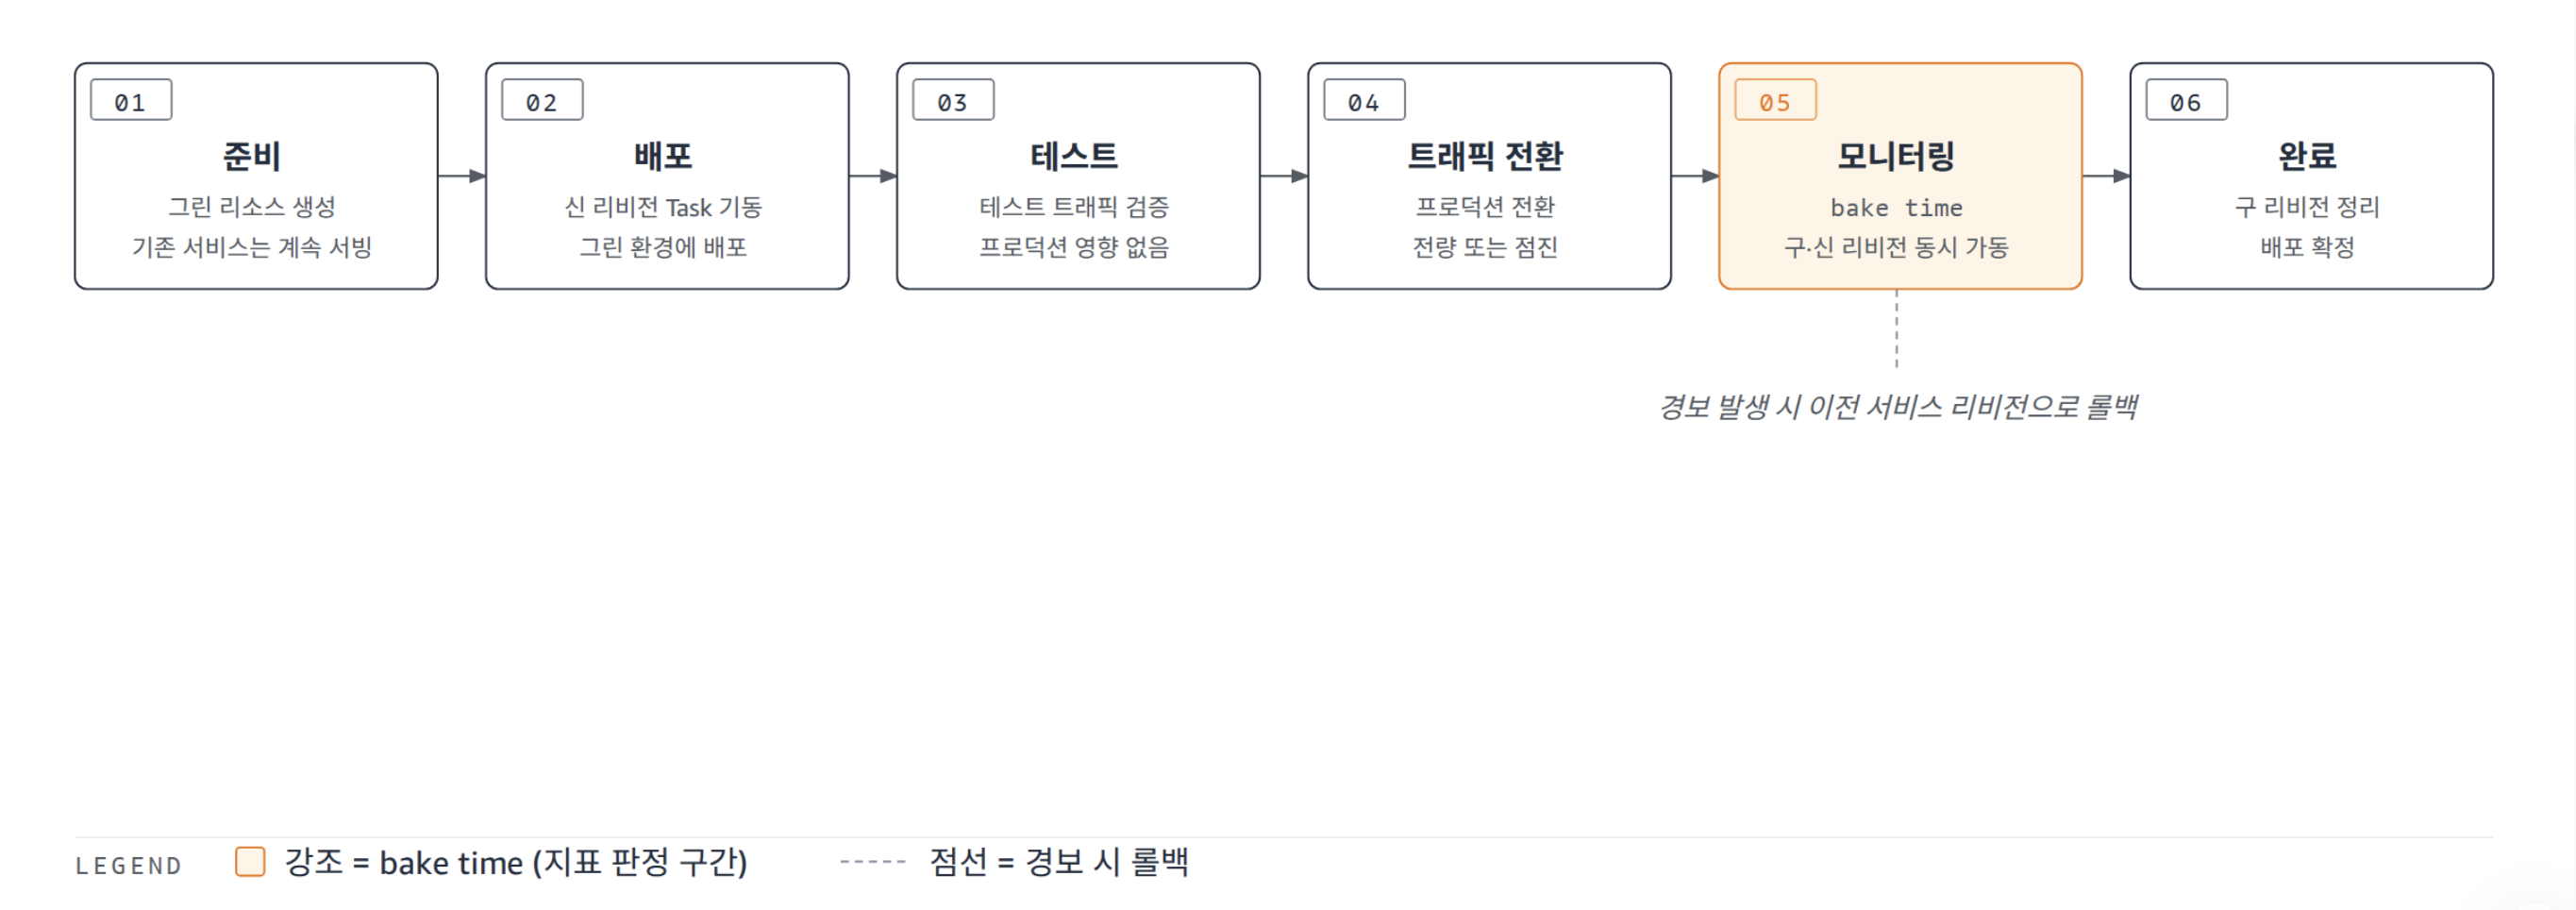 01
준비
그린 리소스 생성
기존 서비스는 계속 서빙
02
배포
신 리비전 Task 기동
그린 환경에 배포
03
테스트
테스트 트래픽 검증
프로덕션 영향 없음
04
트래픽 전환
프로덕션 전환
전량 또는 점진
05
모니터링
bake time
구·신 리비전 동시 가동
06
완료
구 리비전 정리
배포 확정
경보 발생 시 이전 서비스 리비전으로 롤백
LEGEND 강조 = bake time (지표 판정 구간) 점선 = 경보 시 롤백